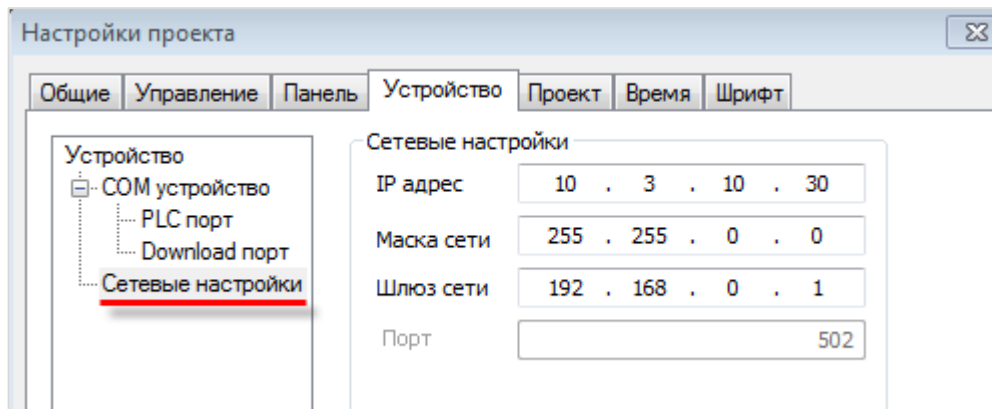 Настройки проекта
Общие Управление Панель Устройство Проект Время Шрифт
Устройство
COM устройство
PLC порт
Download порт
Сетевые настройки
Сетевые настройки
IP адрес 10 . 3 . 10 . 30
Маска сети 255 . 255 . 0 . 0
Шлюз сети 192 . 168 . 0 . 1
Порт 502